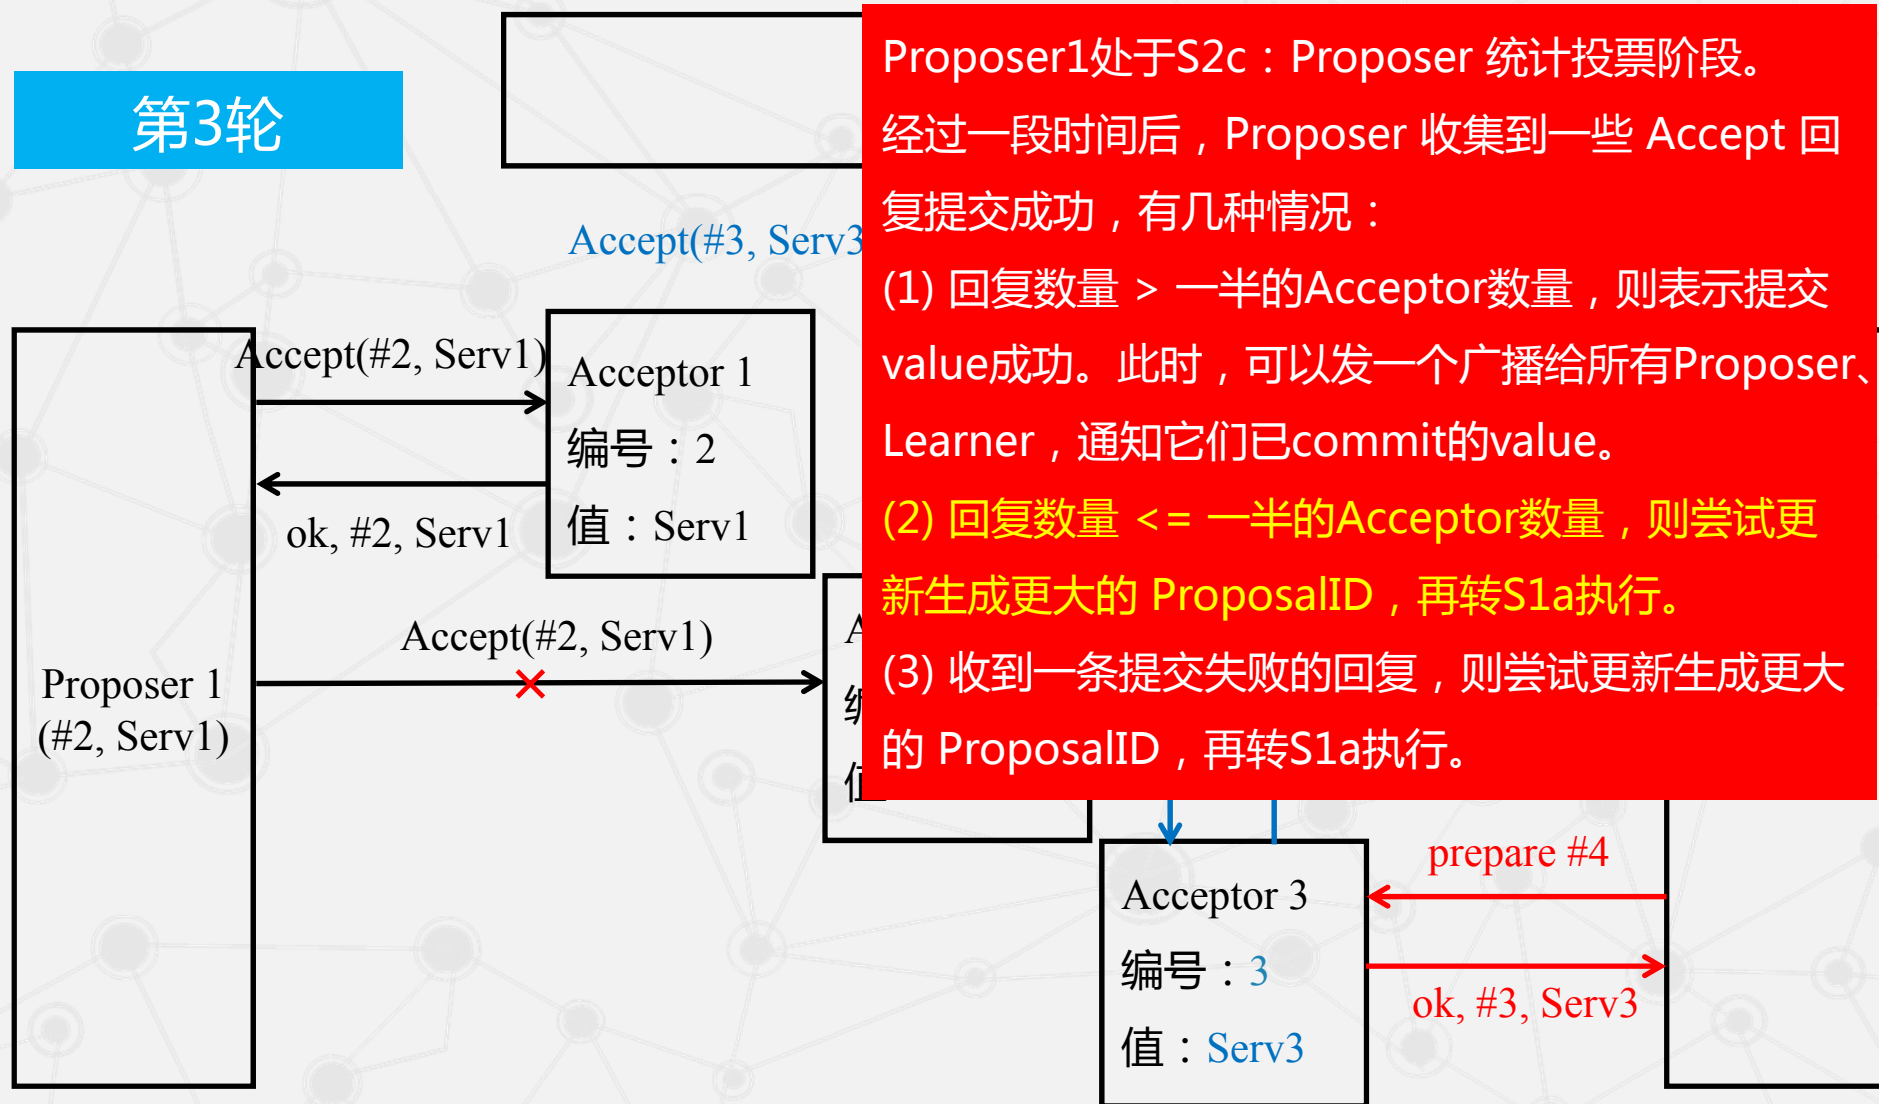 第3轮
Proposer1处于S2c：Proposer 统计投票阶段。
经过一段时间后，Proposer 收集到一些 Accept 回
复提交成功，有几种情况：
(1) 回复数量 > 一半的Acceptor数量，则表示提交
value成功。此时，可以发一个广播给所有Proposer、
Learner，通知它们已commit的value。
(2) 回复数量 <= 一半的Acceptor数量，则尝试更
新生成更大的 ProposalID，再转S1a执行。
(3) 收到一条提交失败的回复，则尝试更新生成更大
的 ProposalID，再转S1a执行。
Accept(#3, Serv3
Accept(#2, Serv1)
ok, #2, Serv1
Acceptor 1
编号：2
值：Serv1
Accept(#2, Serv1)
Proposer 1
(#2, Serv1)
A
编
值
Acceptor 3
编号：3
值：Serv3
prepare #4
ok, #3, Serv3